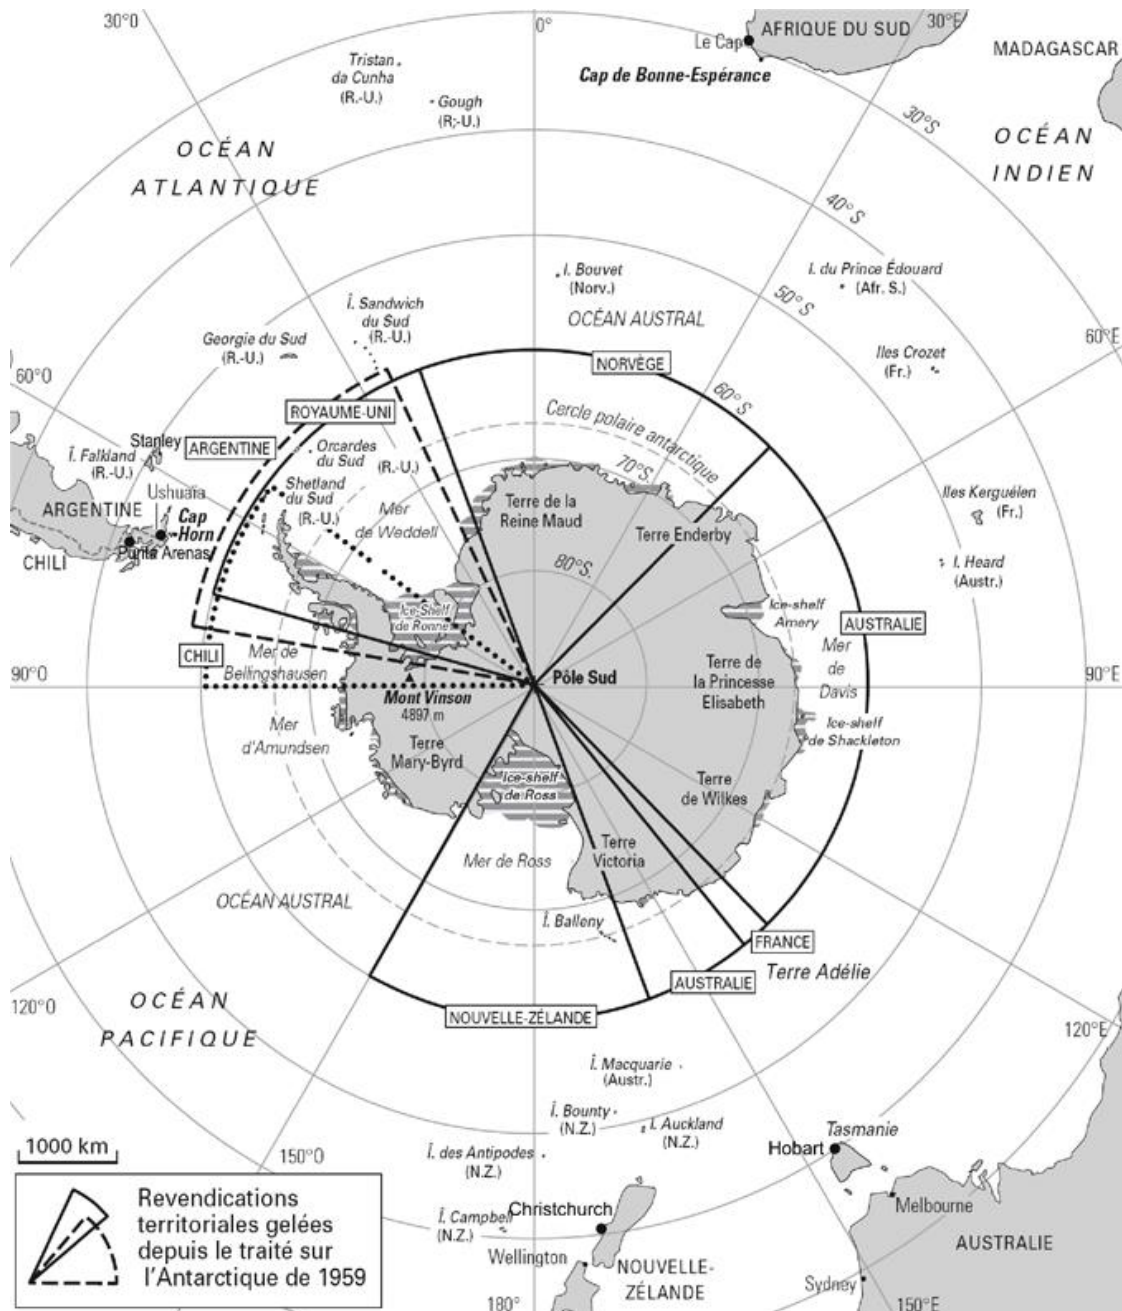 30°O
0°
30°E
AFRIQUE DU SUD
Le Cap
Cap de Bonne-Espérance
MADAGASCAR
Tristan
da Cunha
(R.-U.)
Gough
(R;-U.)
30°S
OCÉAN
INDIEN
OCÉAN
ATLANTIQUE
40° S
I. Bouvet
(Norv.)
I. du Prince Édouard
(Afr. S.)
50° S
Î. Sandwich
du Sud
(R.-U.)
OCÉAN AUSTRAL
Georgie du Sud
(R.-U.)
60°E
Iles Crozet
(Fr.)
NORVÈGE
60°O
60° S
ROYAUME-UNI
Cercle polaire antarctique
ARGENTINE
Stanley
Î. Falkland
(R.-U.)
Orcardes
du Sud
(R.-U.)
70°S.
Shetland
du Sud
(R.-U.)
Ushuaïa
ARGENTINE
Cap
Horn
Punta Arenas
CHILI
Mer
de Weddell
Terre de la
Reine Maud
Terre Enderby
Iles Kerguélen
(Fr.)
I. Heard
(Austr.)
80°S.
Ice-Shelf
de Ronne
Ice-shelf
Amery
AUSTRALIE
CHILI
Mer de
Bellingshausen
Mer
de
Davis
90°O
Pôle Sud
Terre de
la Princesse
Elisabeth
90°E
Mont Vinson
4897 m
Mer
d'Amundsen
Terre
Mary-Byrd
Ice-shelf
de Shackleton
Ice-shelf
de Ross
Terre
de Wilkes
Mer de Ross
Terre
Victoria
OCÉAN AUSTRAL
Î. Balleny
FRANCE
Terre Adélie
AUSTRALIE
120°O
OCÉAN
PACIFIQUE
NOUVELLE-ZÉLANDE
120°E
Î. Macquarie
(Austr.)
Î. Bounty
(N.Z.)
I. Auckland
(N.Z.)
Tasmanie
Hobart
1000 km
150°O
Î. des Antipodes
(N.Z.)
Christchurch
Î. Campbell
(N.Z.)
Melbourne
Wellington
NOUVELLE-
ZÉLANDE
AUSTRALIE
Sydney
180°
150°E
Revendications
territoriales gelées
depuis le traité sur
l'Antarctique de 1959